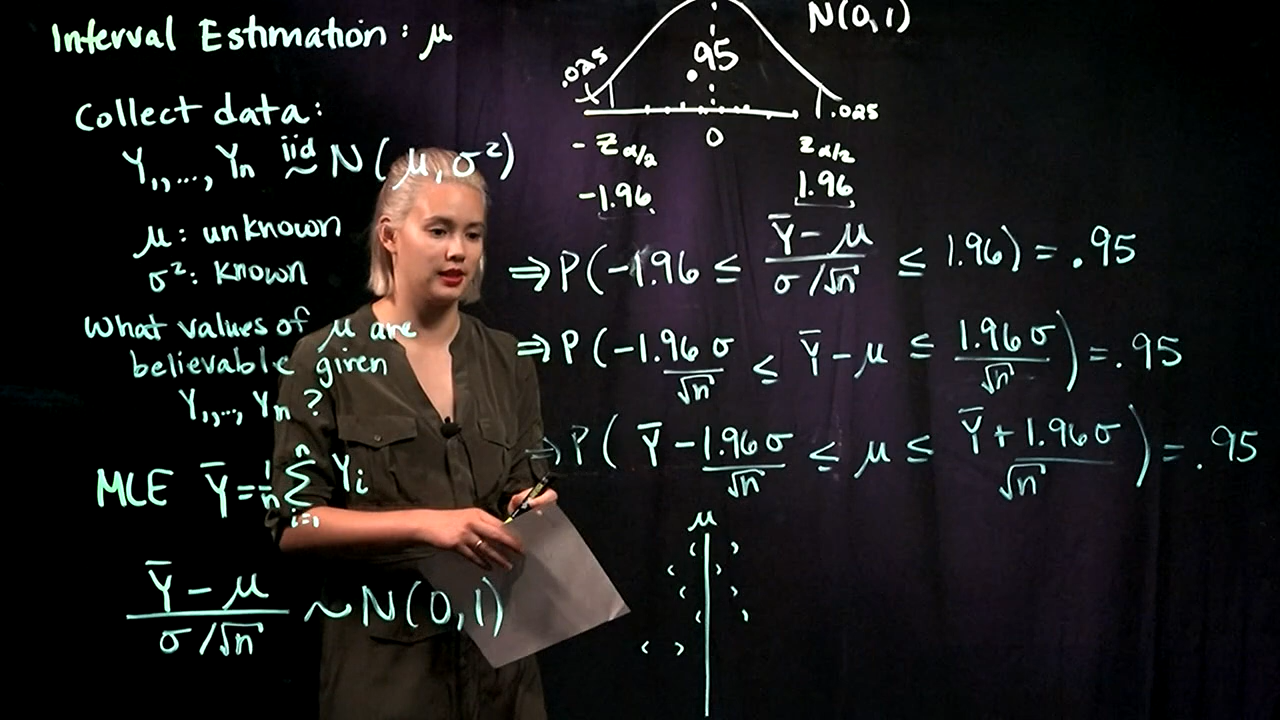 Interval Estimation: μ
Collect data:
Y₁,..., Yn iid ~ N(μ, σ²)
μ: unknown
σ²: known
What values of μ are
believable given
Y₁,..., Yn ?
MLE Ȳ = 1/n Σ i=1 n Yi
(Ȳ − μ)/(σ/√n) ~ N(0,1)
N(0,1)
.95
.025
.025
-Z α/2 0 Z α/2
-1.96 1.96
⇒ P(-1.96 ≤ (Ȳ − μ)/(σ/√n) ≤ 1.96) = .95
⇒ P(-1.96σ/√n ≤ Ȳ − μ ≤ 1.96σ/√n) = .95
⇒ P(Ȳ − 1.96σ/√n ≤ μ ≤ Ȳ + 1.96σ/√n) = .95
μ
( )
( )
( )
( )
( )